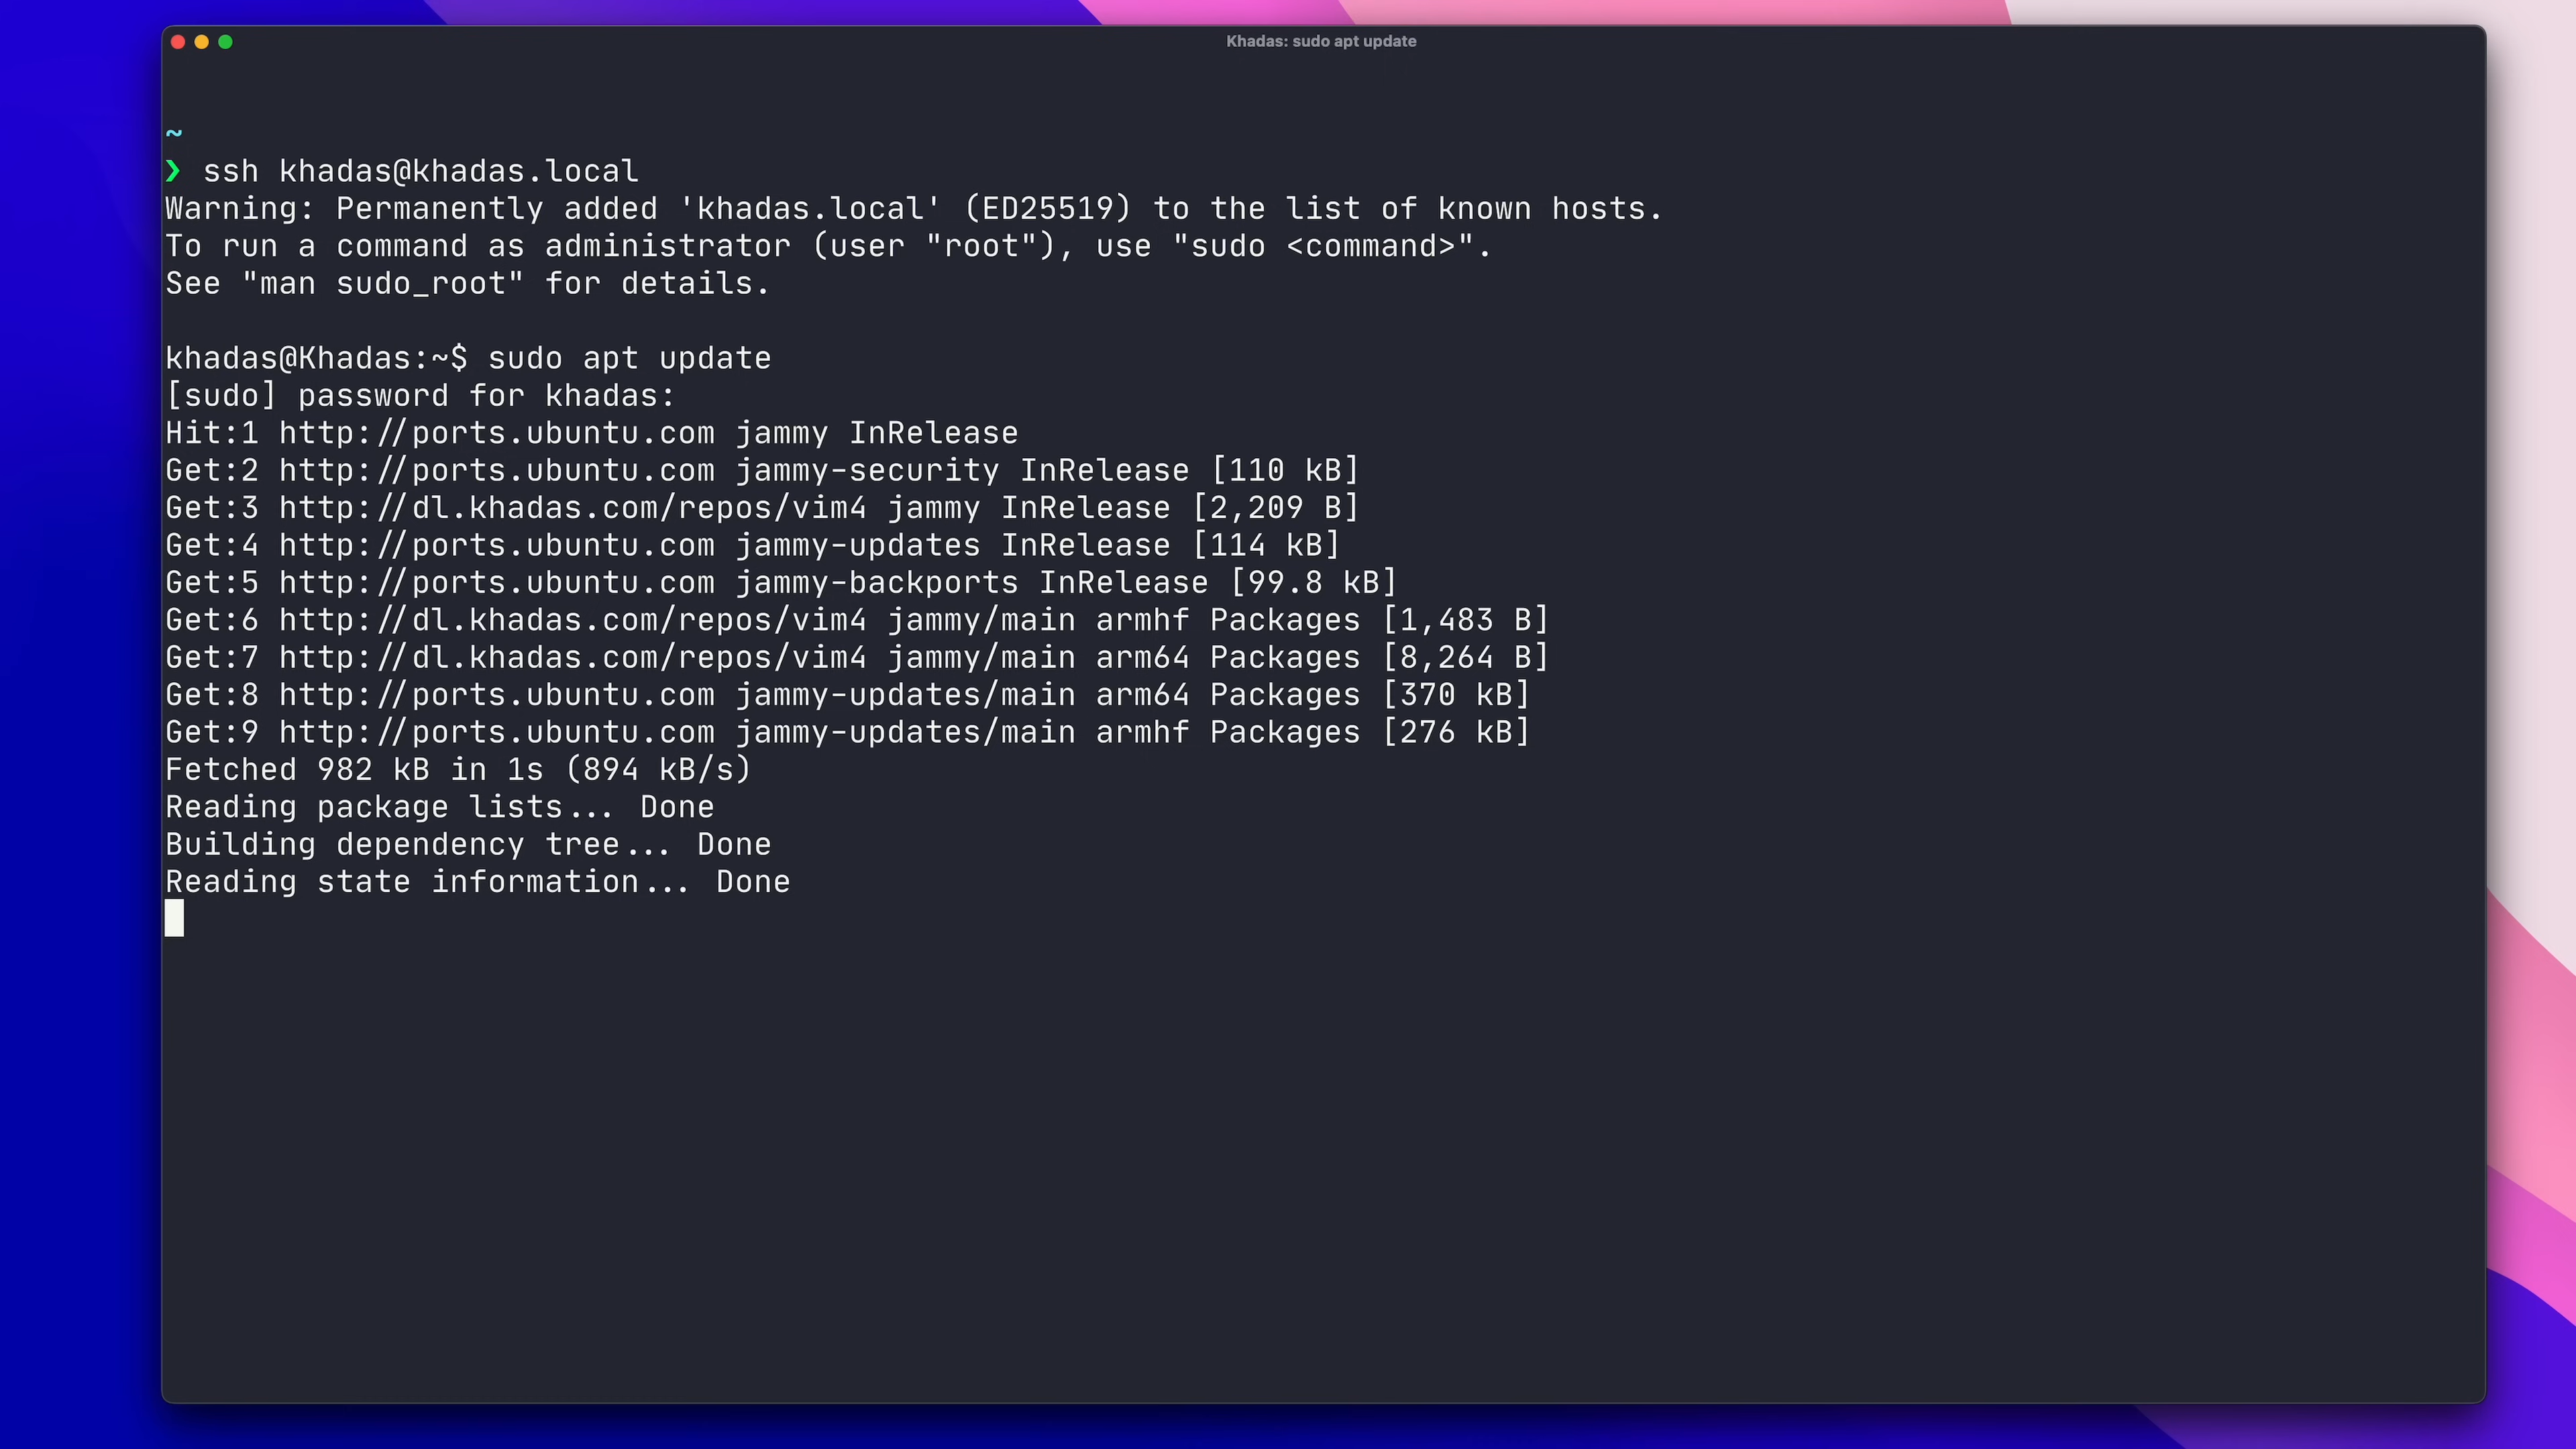 Khadas: sudo apt update
~
❯ ssh khadas@khadas.local
Warning: Permanently added 'khadas.local' (ED25519) to the list of known hosts.
To run a command as administrator (user "root"), use "sudo <command>".
See "man sudo_root" for details.
khadas@Khadas:~$ sudo apt update
[sudo] password for khadas:
Hit:1 http://ports.ubuntu.com jammy InRelease
Get:2 http://ports.ubuntu.com jammy-security InRelease [110 kB]
Get:3 http://dl.khadas.com/repos/vim4 jammy InRelease [2,209 B]
Get:4 http://ports.ubuntu.com jammy-updates InRelease [114 kB]
Get:5 http://ports.ubuntu.com jammy-backports InRelease [99.8 kB]
Get:6 http://dl.khadas.com/repos/vim4 jammy/main armhf Packages [1,483 B]
Get:7 http://dl.khadas.com/repos/vim4 jammy/main arm64 Packages [8,264 B]
Get:8 http://ports.ubuntu.com jammy-updates/main arm64 Packages [370 kB]
Get:9 http://ports.ubuntu.com jammy-updates/main armhf Packages [276 kB]
Fetched 982 kB in 1s (894 kB/s)
Reading package lists... Done
Building dependency tree... Done
Reading state information... Done